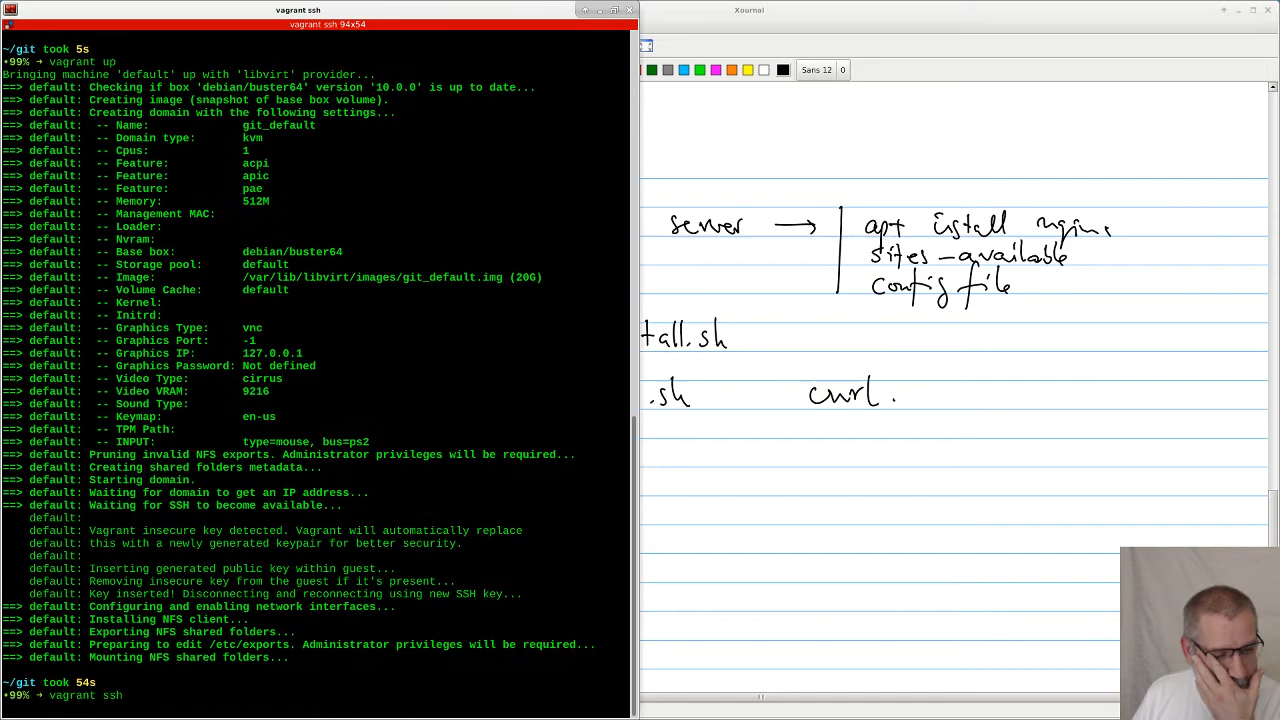 vagrant ssh
vagrant ssh 94x54
~/git took 5s
•99% → vagrant up
Bringing machine 'default' up with 'libvirt' provider...
==> default: Checking if box 'debian/buster64' version '10.0.0' is up to date...
==> default: Creating image (snapshot of base box volume).
==> default: Creating domain with the following settings...
==> default:  -- Name:              git_default
==> default:  -- Domain type:       kvm
==> default:  -- Cpus:              1
==> default:  -- Feature:           acpi
==> default:  -- Feature:           apic
==> default:  -- Feature:           pae
==> default:  -- Memory:            512M
==> default:  -- Management MAC:
==> default:  -- Loader:
==> default:  -- Nvram:
==> default:  -- Base box:          debian/buster64
==> default:  -- Storage pool:      default
==> default:  -- Image:             /var/lib/libvirt/images/git_default.img (20G)
==> default:  -- Volume Cache:      default
==> default:  -- Kernel:
==> default:  -- Initrd:
==> default:  -- Graphics Type:     vnc
==> default:  -- Graphics Port:     -1
==> default:  -- Graphics IP:       127.0.0.1
==> default:  -- Graphics Password: Not defined
==> default:  -- Video Type:        cirrus
==> default:  -- Video VRAM:        9216
==> default:  -- Sound Type:
==> default:  -- Keymap:            en-us
==> default:  -- TPM Path:
==> default:  -- INPUT:             type=mouse, bus=ps2
==> default: Pruning invalid NFS exports. Administrator privileges will be required...
==> default: Creating shared folders metadata...
==> default: Starting domain.
==> default: Waiting for domain to get an IP address...
==> default: Waiting for SSH to become available...
    default:
    default: Vagrant insecure key detected. Vagrant will automatically replace
    default: this with a newly generated keypair for better security.
    default:
    default: Inserting generated public key within guest...
    default: Removing insecure key from the guest if it's present...
    default: Key inserted! Disconnecting and reconnecting using new SSH key...
==> default: Configuring and enabling network interfaces...
==> default: Installing NFS client...
==> default: Exporting NFS shared folders...
==> default: Preparing to edit /etc/exports. Administrator privileges will be required...
==> default: Mounting NFS shared folders...
~/git took 54s
•99% → vagrant ssh
Xournal
Sans 12 0
server → apt install nginx
sites-available
config file
tall.sh
.sh curl.